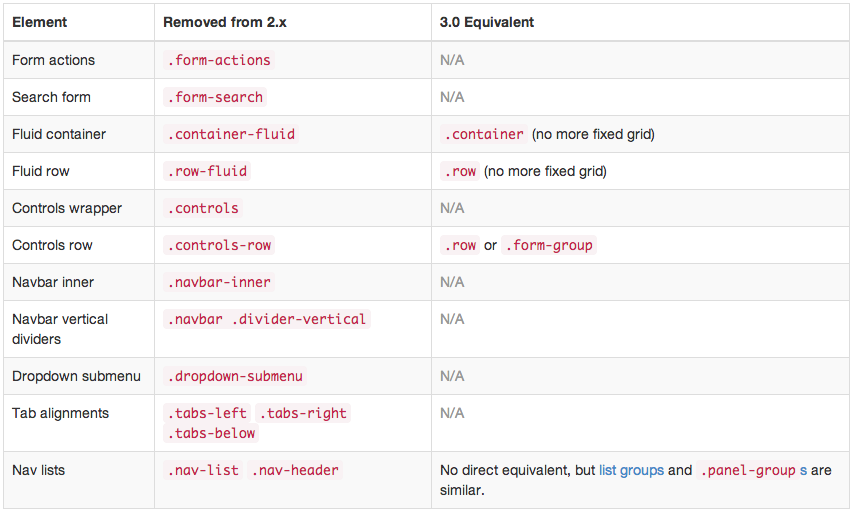 Element Removed from 2.x 3.0 Equivalent
Form actions .form-actions N/A
Search form .form-search N/A
Fluid container .container-fluid .container (no more fixed grid)
Fluid row .row-fluid .row (no more fixed grid)
Controls wrapper .controls N/A
Controls row .controls-row .row or .form-group
Navbar inner .navbar-inner N/A
Navbar vertical .navbar .divider-vertical N/A
dividers
Dropdown submenu .dropdown-submenu N/A
Tab alignments .tabs-left .tabs-right N/A
.tabs-below
Nav lists .nav-list .nav-header No direct equivalent, but list groups and .panel-group s are
similar.